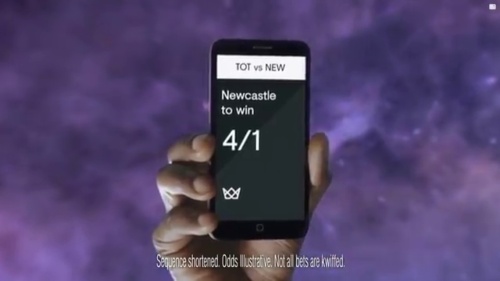 TOT vs NEW
Newcastle
to win
4/1
Sequence shortened. Odds Illustrative. Not all bets are kwiffed.